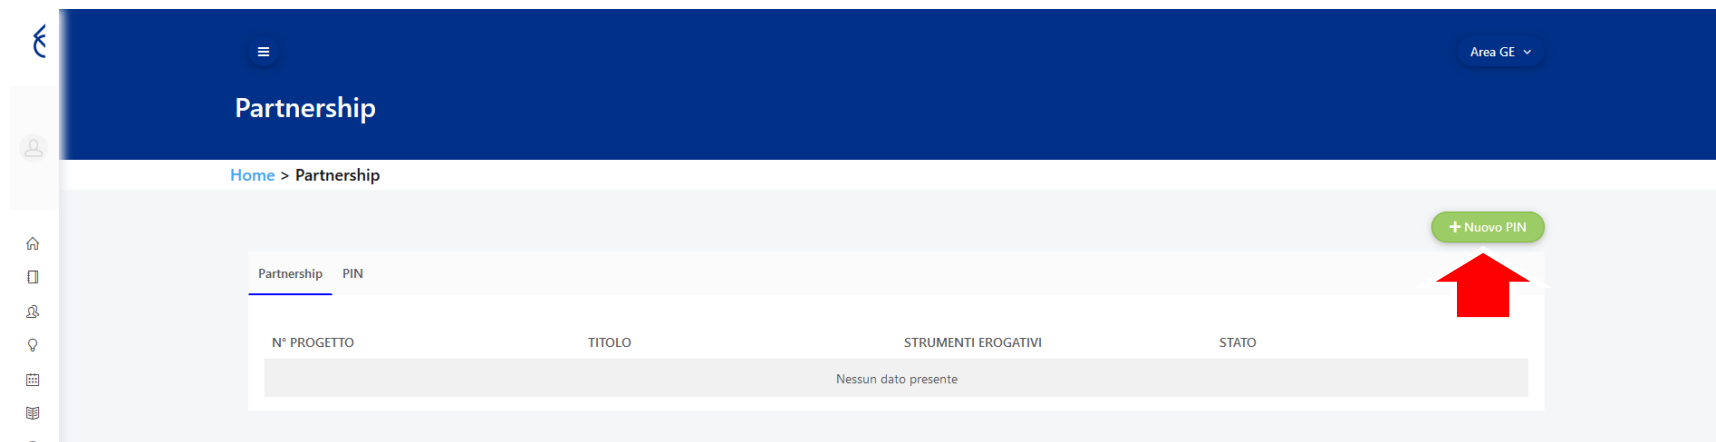 Area GE
Partnership
Home > Partnership
+ Nuovo PIN
Partnership PIN
N° PROGETTO TITOLO STRUMENTI EROGATIVI STATO
Nessun dato presente